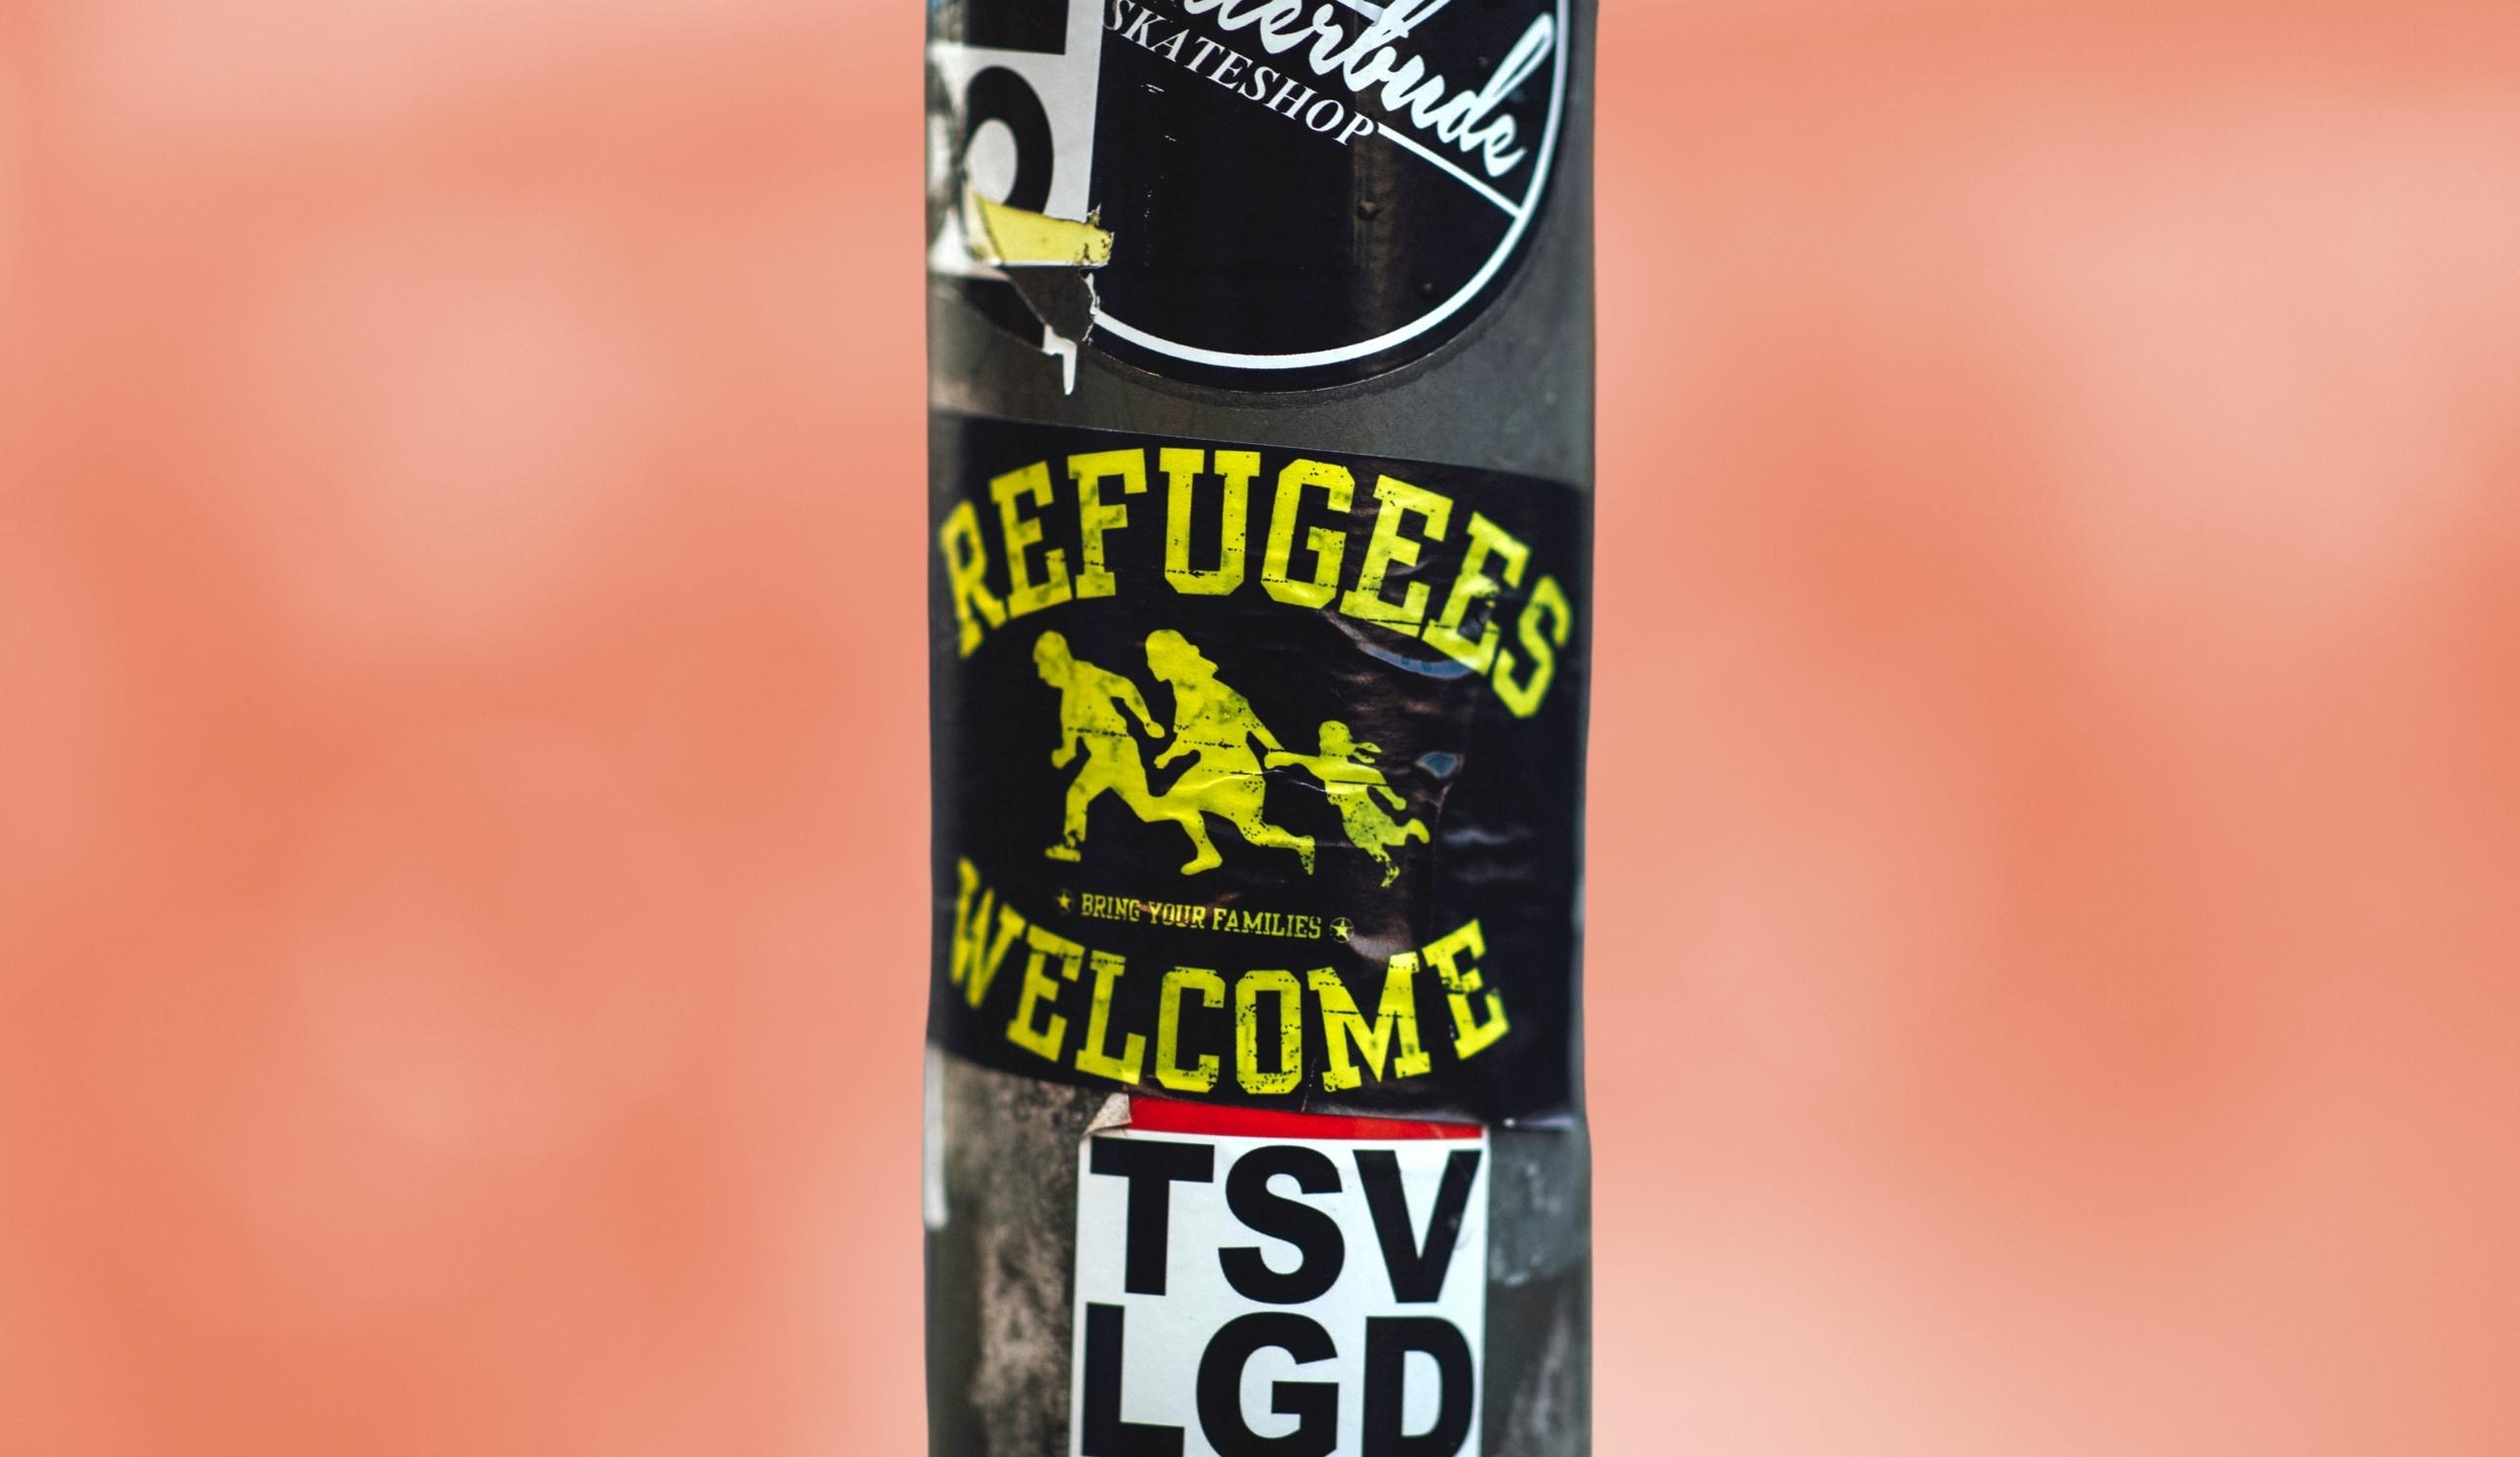 SKATESHOP
REFUGEES
BRING YOUR FAMILIES
WELCOME
TSV
LGD